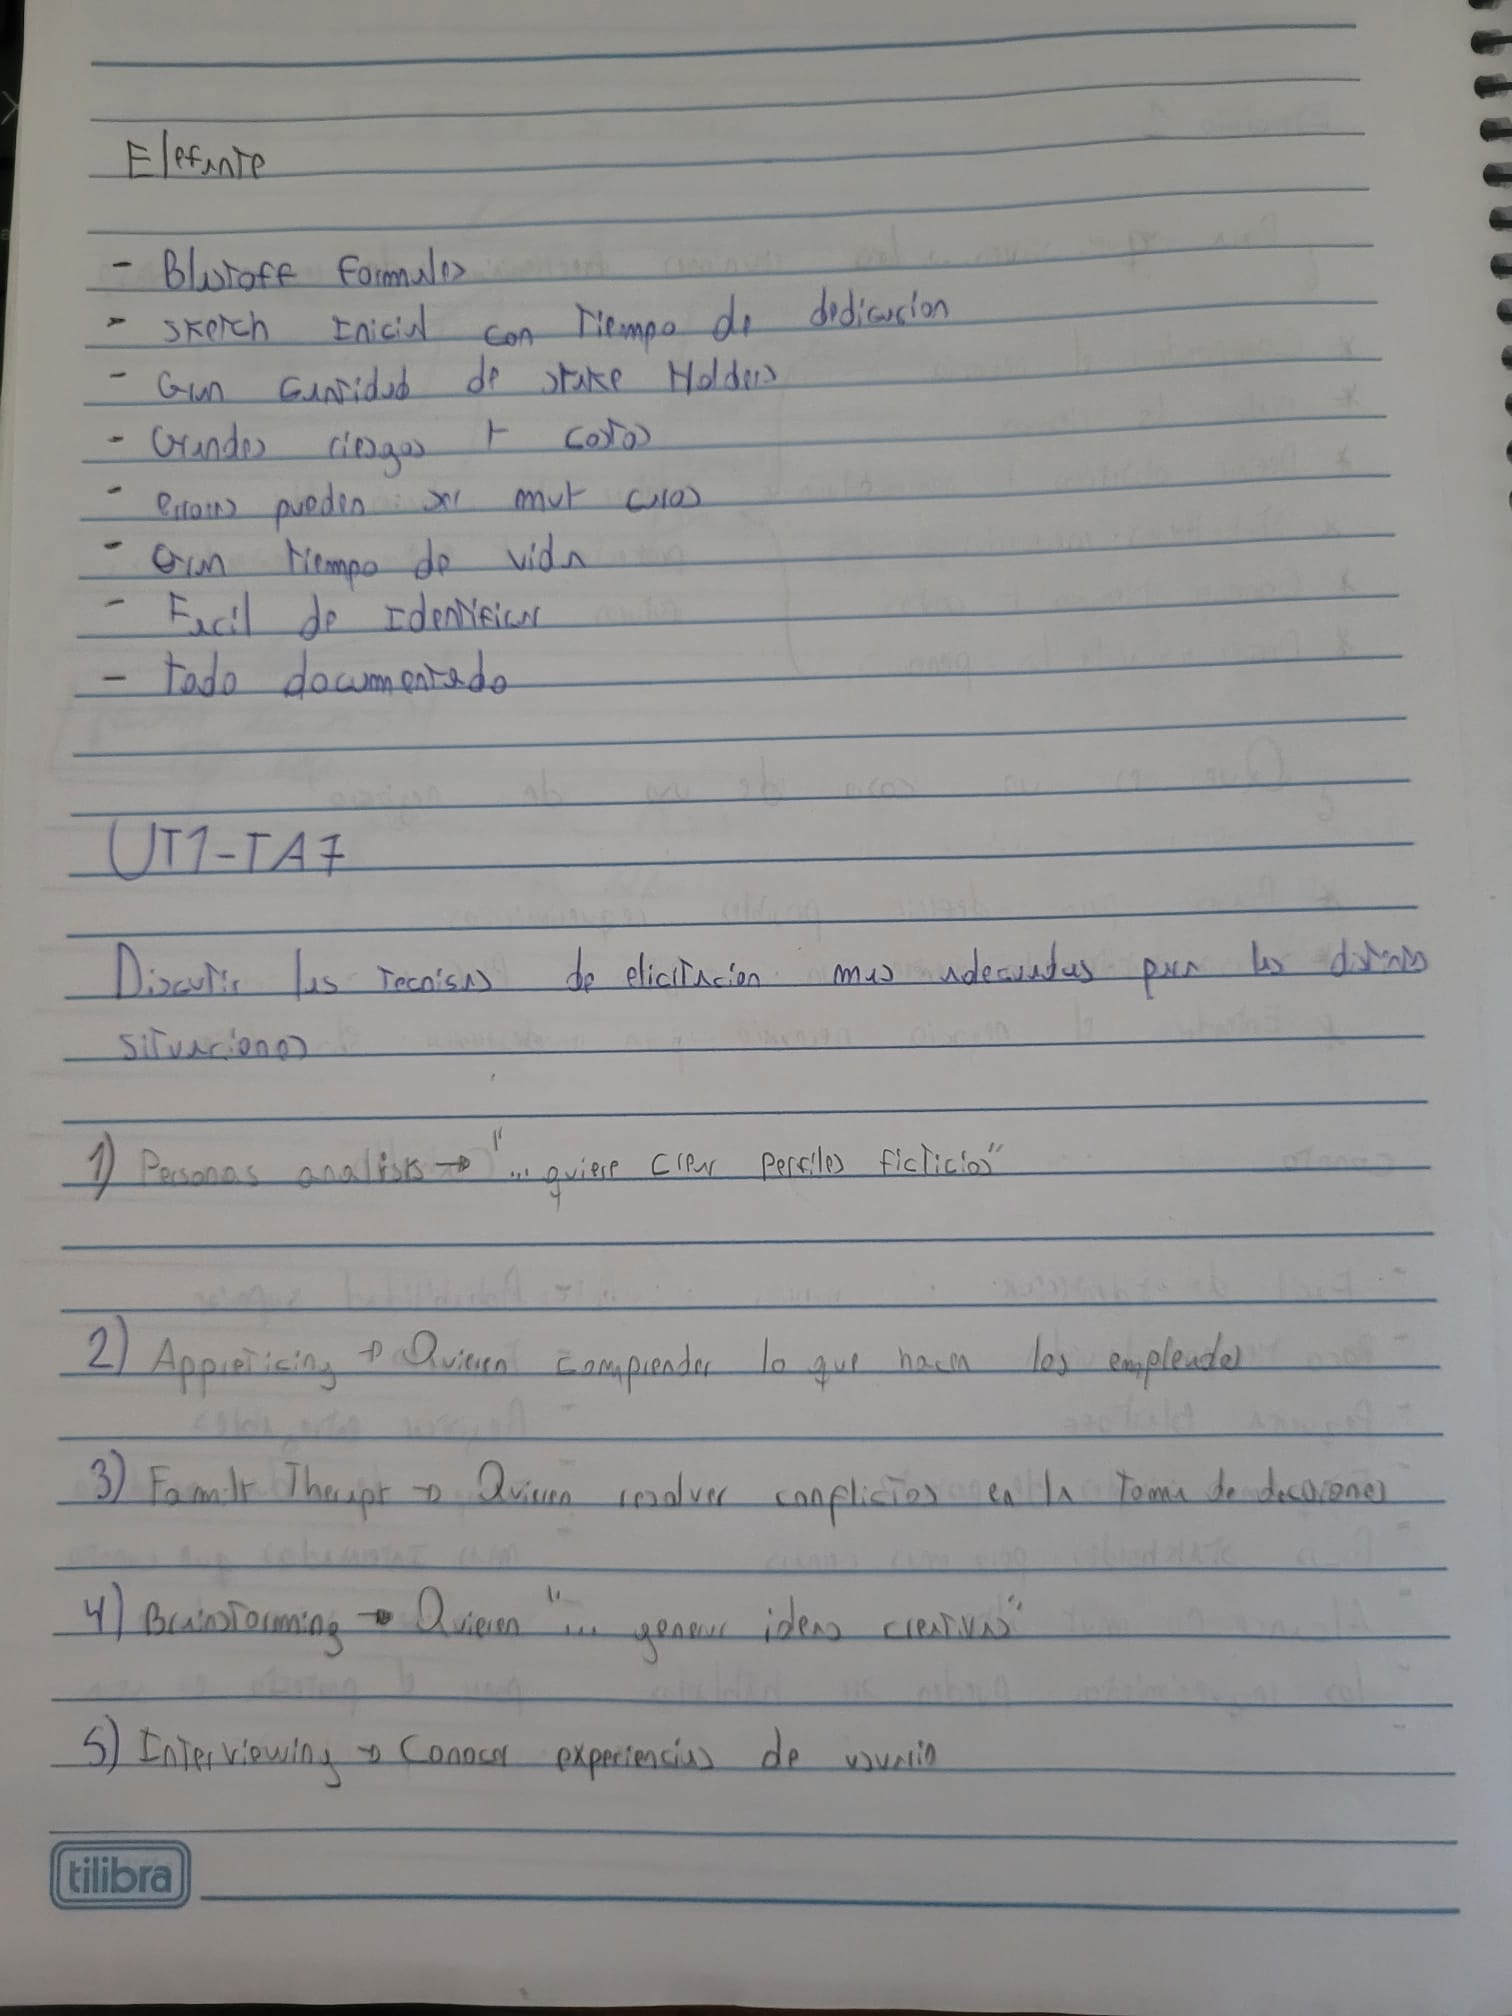 Elefante
- Blastoff Formales
- Sketch Inicial con Tiempo de dedicacion
- Gran Cantidad de stake Holders
- Grandes riesgos y costos
- errores pueden ser muy caros
- Gran tiempo de vida
- Facil de Identificar
- todo documentado
UT1-TA7
Discutir las tecnicas de elicitacion mas adecuadas para las distintas
situaciones
1) Personas analisis → "... quiere crear perfiles ficticios"
2) Appreticing → Quieren comprender lo que hacen los empleados
3) Family Therapy → Quieren resolver conflictos en la toma de decisiones
4) Brainstorming → Quieren "... generar ideas creativas"
5) Interviewing → Conocer experiencias de usuario
tilibra